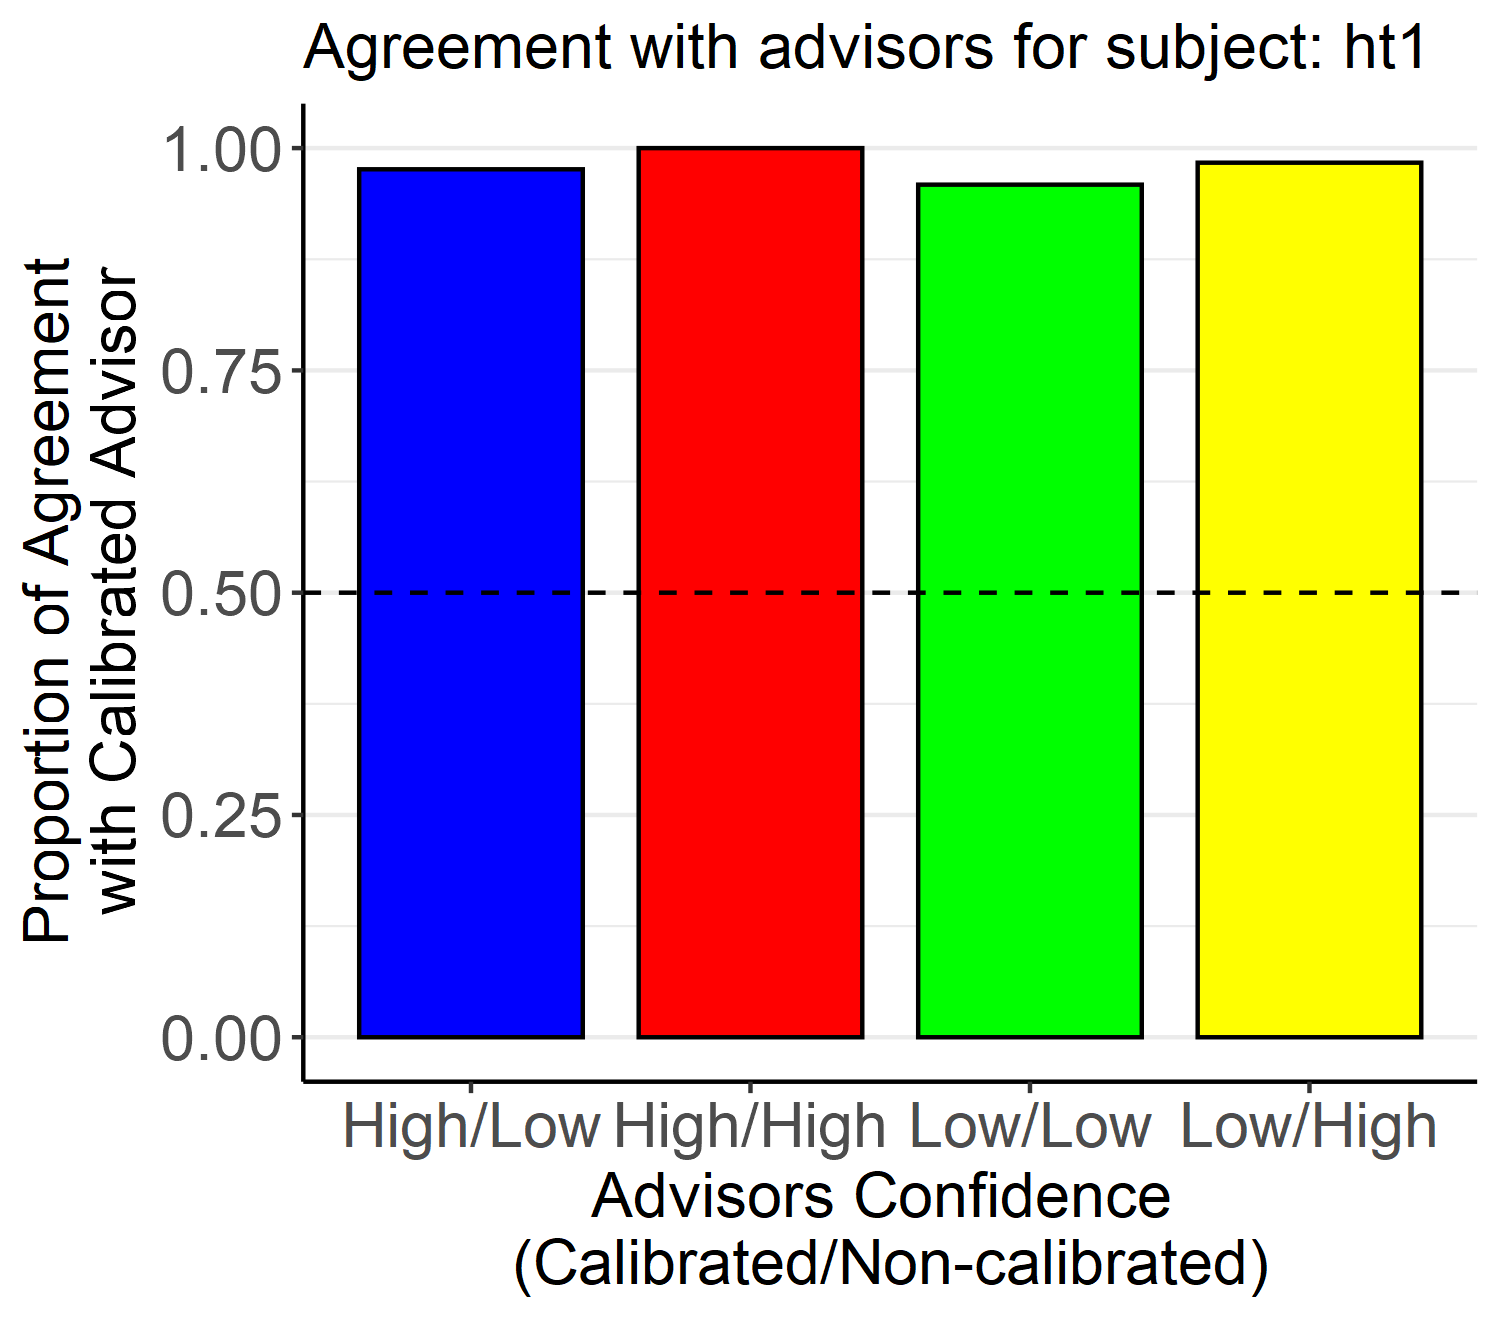 Agreement with advisors for subject: ht1
Proportion of Agreement
with Calibrated Advisor
1.00
0.75
0.50
0.25
0.00
High/Low High/High Low/Low Low/High
Advisors Confidence
(Calibrated/Non-calibrated)